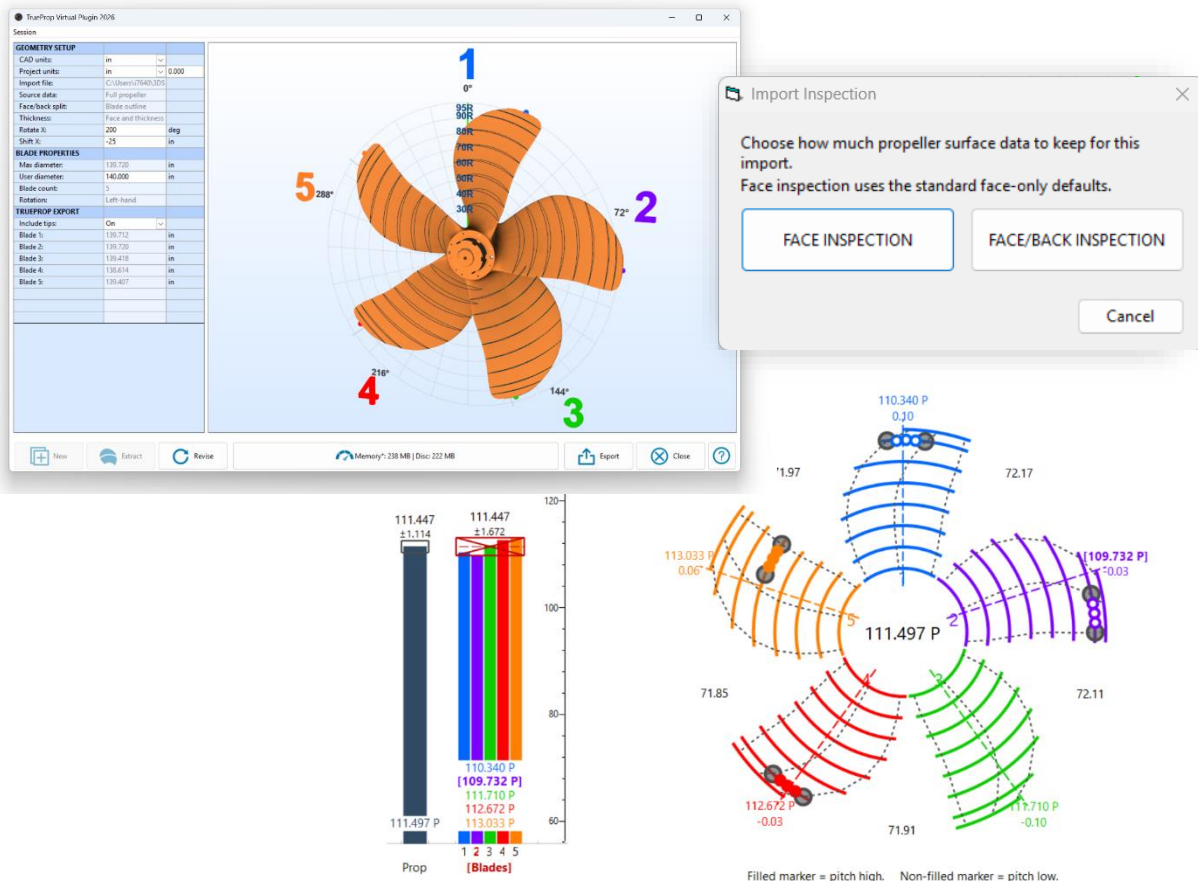 TrueProp Virtual Plugin 2026
Session
GEOMETRY SETUP
CAD units: in
Project units: in 0.000
Import file: C:\Users\i7640\3DS
Source data: Full propeller
Face/back split: Blade outline
Thickness: Face and thickness
Rotate X: 200 deg
Shift X: -25 in
BLADE PROPERTIES
Max diameter: 139.720 in
User diameter: 140.000 in
Blade count: 5
Rotation: Left-hand
TRUEPROP EXPORT
Include tips: On
Blade 1: 139.712 in
Blade 2: 139.720 in
Blade 3: 139.418 in
Blade 4: 138.614 in
Blade 5: 139.407 in
1
0°
95R
90R
80R
70R
60R
50R
40R
30R
5
288°
72°
2
216°
4
144°
3
New
Extract
Revise
Memory*: 238 MB | Disc: 222 MB
Export
Close
Import Inspection
Choose how much propeller surface data to keep for this
import.
Face inspection uses the standard face-only defaults.
FACE INSPECTION
FACE/BACK INSPECTION
Cancel
111.447
±1.114
111.447
±1.672
120
100
80
60
110.340 P
[109.732 P]
111.710 P
112.672 P
113.033 P
111.497 P
1 2 3 4 5
Prop
[Blades]
110.340 P
0.10
71.97
72.17
113.033 P
0.06
[109.732 P]
-0.03
5
2
111.497 P
4
3
71.85
72.11
112.672 P
-0.03
111.710 P
-0.10
71.91
Filled marker = pitch high. Non-filled marker = pitch low.